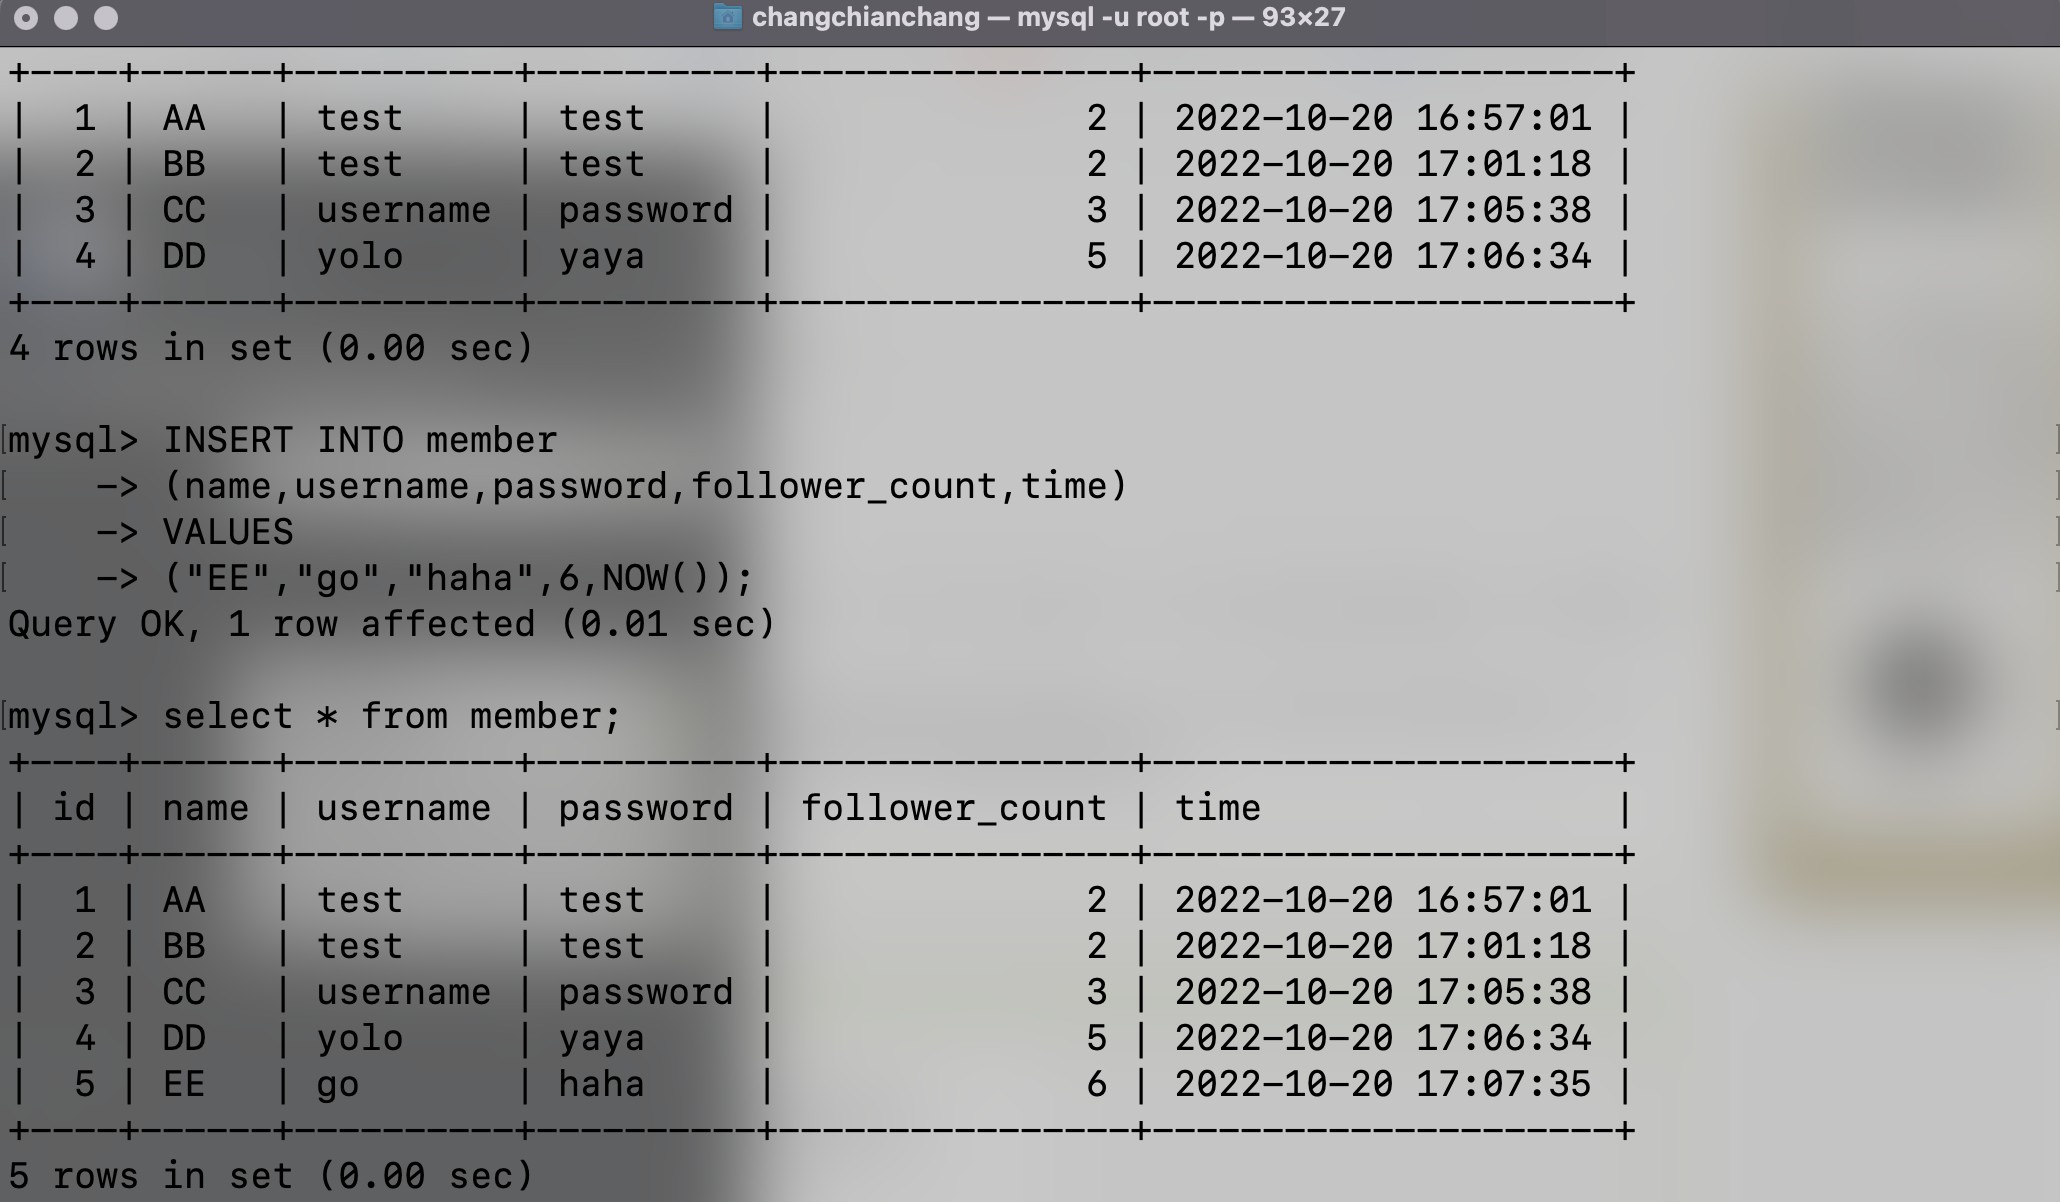 changchianchang — mysql -u root -p — 93×27
+----+------+----------+----------+----------------+---------------------+
|  1 | AA   | test     | test     |              2 | 2022-10-20 16:57:01 |
|  2 | BB   | test     | test     |              2 | 2022-10-20 17:01:18 |
|  3 | CC   | username | password |              3 | 2022-10-20 17:05:38 |
|  4 | DD   | yolo     | yaya     |              5 | 2022-10-20 17:06:34 |
+----+------+----------+----------+----------------+---------------------+
4 rows in set (0.00 sec)
mysql> INSERT INTO member
    -> (name,username,password,follower_count,time)
    -> VALUES
    -> ("EE","go","haha",6,NOW());
Query OK, 1 row affected (0.01 sec)
mysql> select * from member;
+----+------+----------+----------+----------------+---------------------+
| id | name | username | password | follower_count | time                |
+----+------+----------+----------+----------------+---------------------+
|  1 | AA   | test     | test     |              2 | 2022-10-20 16:57:01 |
|  2 | BB   | test     | test     |              2 | 2022-10-20 17:01:18 |
|  3 | CC   | username | password |              3 | 2022-10-20 17:05:38 |
|  4 | DD   | yolo     | yaya     |              5 | 2022-10-20 17:06:34 |
|  5 | EE   | go       | haha     |              6 | 2022-10-20 17:07:35 |
+----+------+----------+----------+----------------+---------------------+
5 rows in set (0.00 sec)